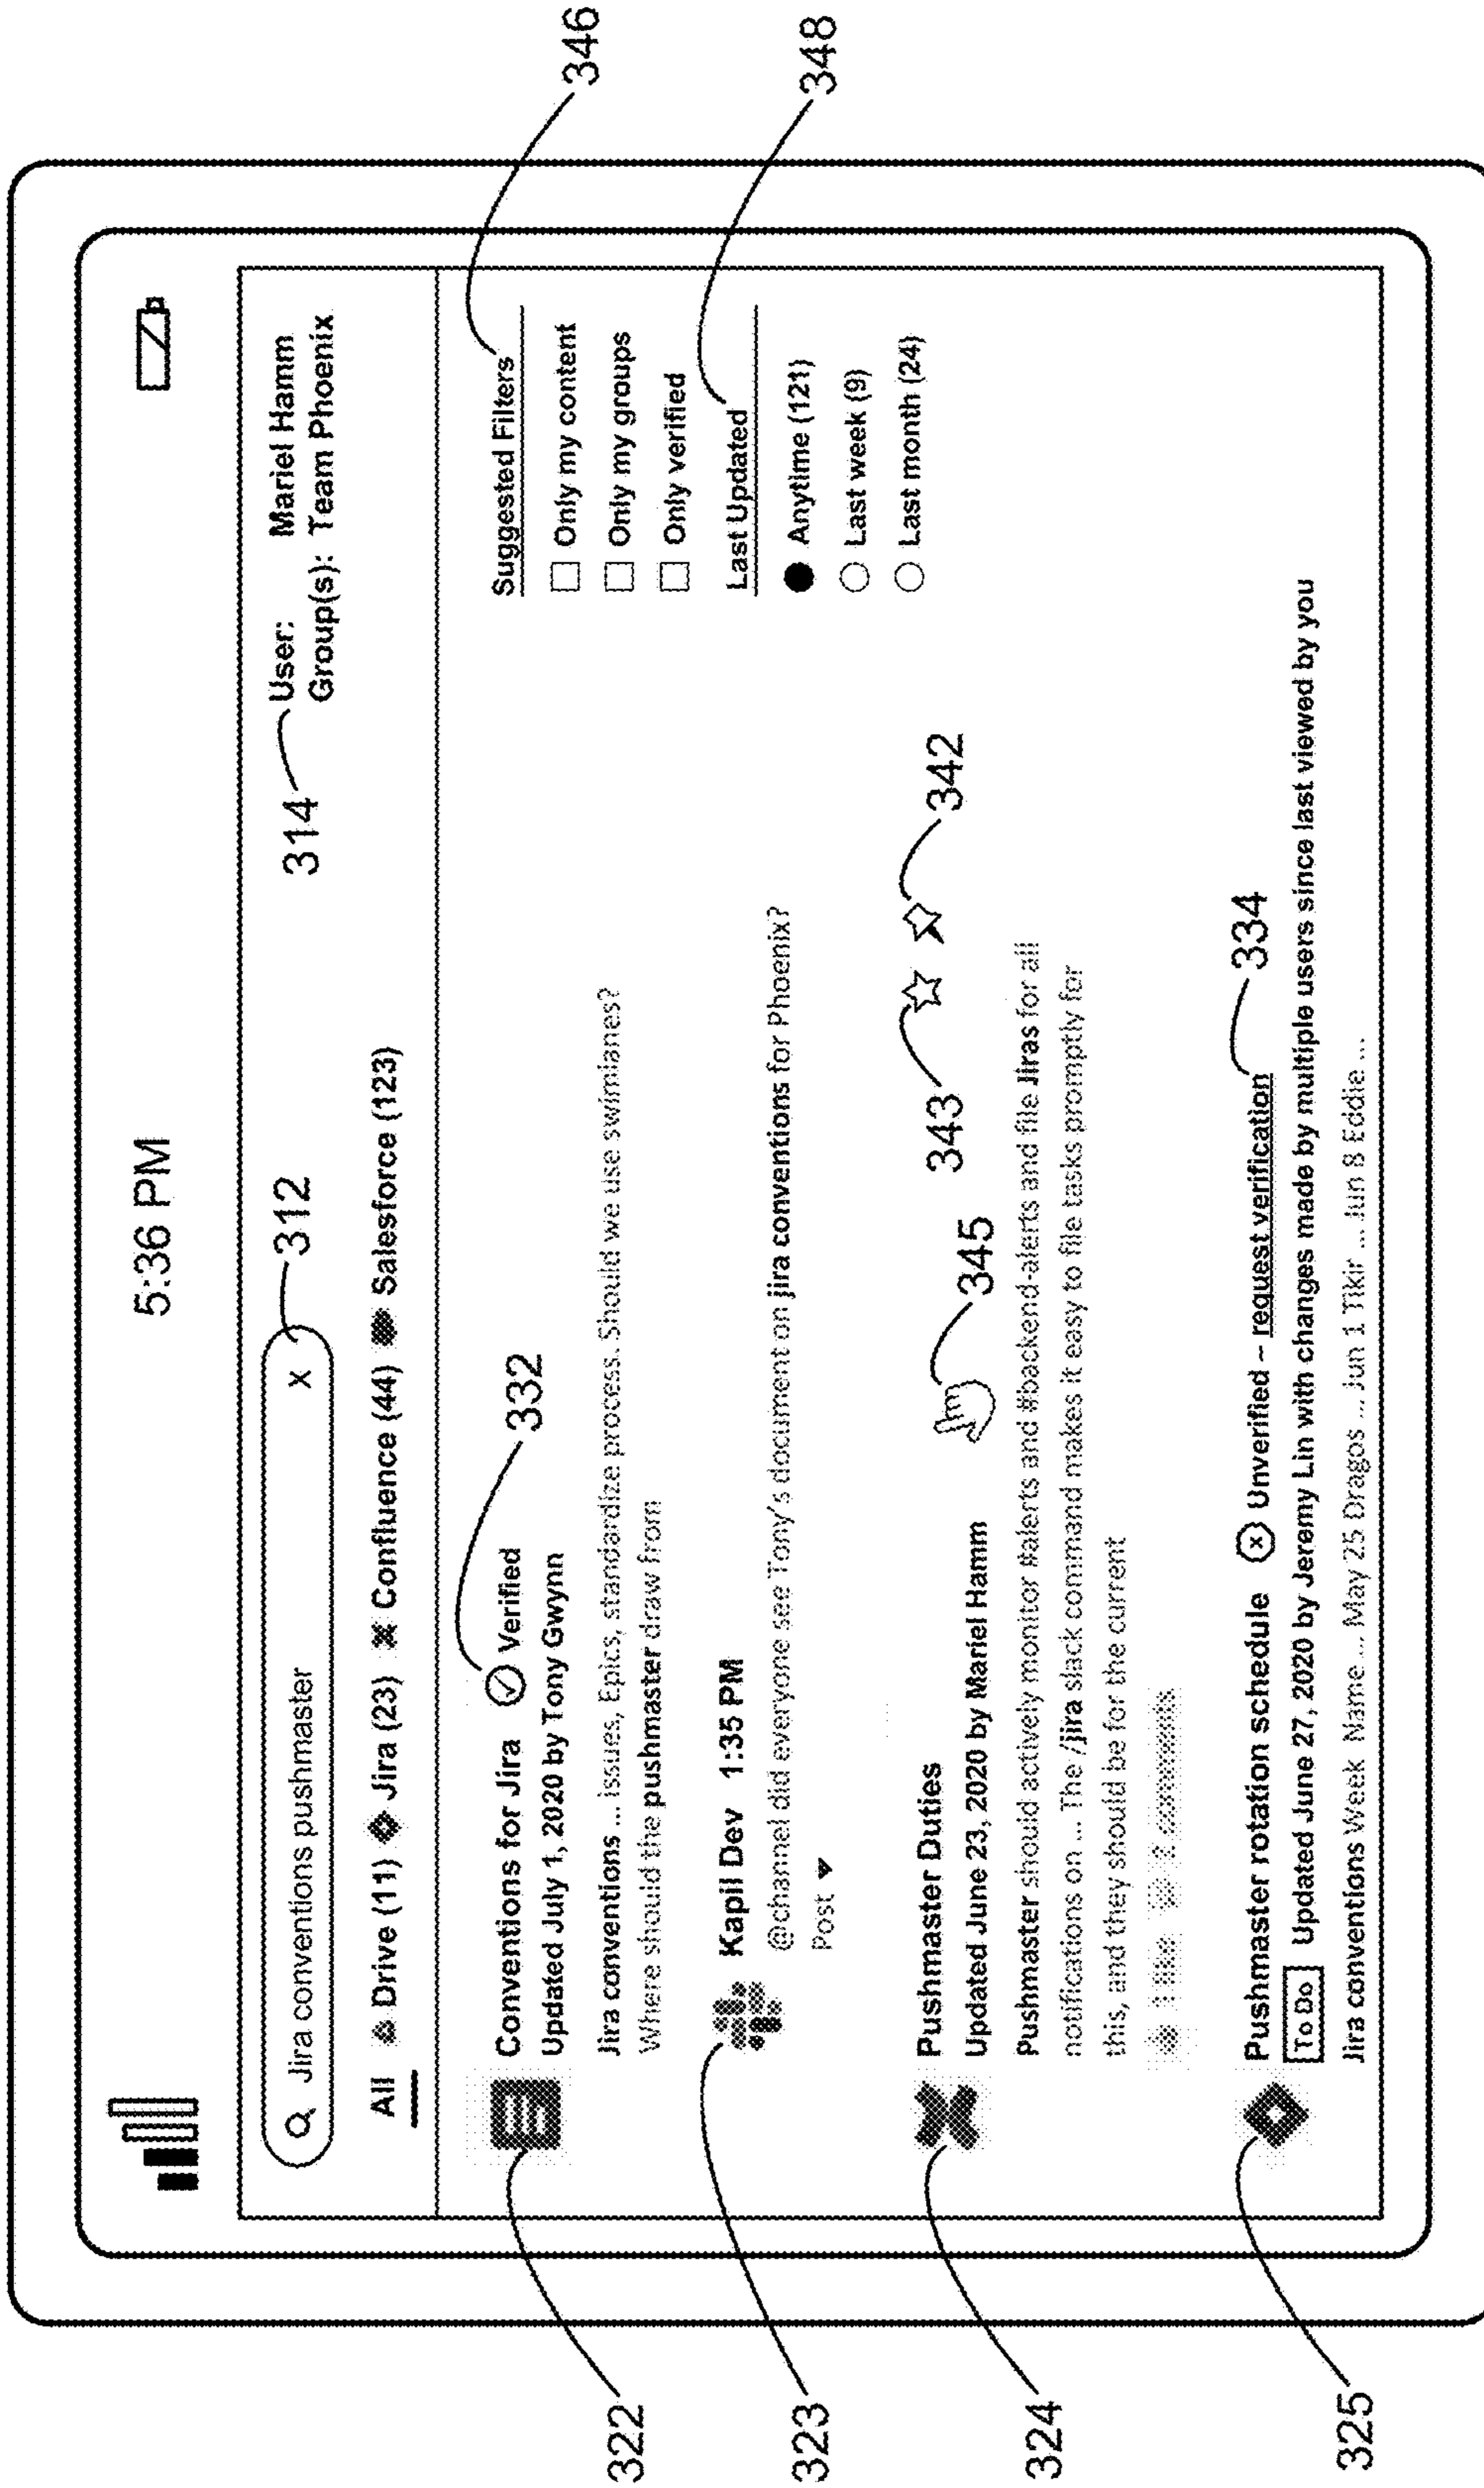 5:36 PM
Jira conventions pushmaster X
312
314
User: Mariel Hamm
Group(s): Team Phoenix
All Drive (11) Jira (23) Confluence (44) Salesforce (123)
322
Conventions for Jira Verified
332
Updated July 1, 2020 by Tony Gwynn
Jira conventions ... issues, Epics, standardize process. Should we use swimlanes?
Where should the pushmaster draw from
323
Kapil Dev 1:35 PM
@channel did everyone see Tony's document on jira conventions for Phoenix?
Post
324
Pushmaster Duties
345
343
342
Updated June 23, 2020 by Mariel Hamm
Pushmaster should actively monitor #alerts and #backend-alerts and file Jiras for all
notifications on ... The /jira slack command makes it easy to file tasks promptly for
this, and they should be for the current
comments
325
Pushmaster rotation schedule Unverified – request verification
334
To Do Updated June 27, 2020 by Jeremy Lin with changes made by multiple users since last viewed by you
Jira conventions Week Name ... May 25 Dragos ... Jun 1 Tikir ... Jun 8 Eddie ...
346
Suggested Filters
Only my content
Only my groups
Only verified
348
Last Updated
Anytime (121)
Last week (9)
Last month (24)